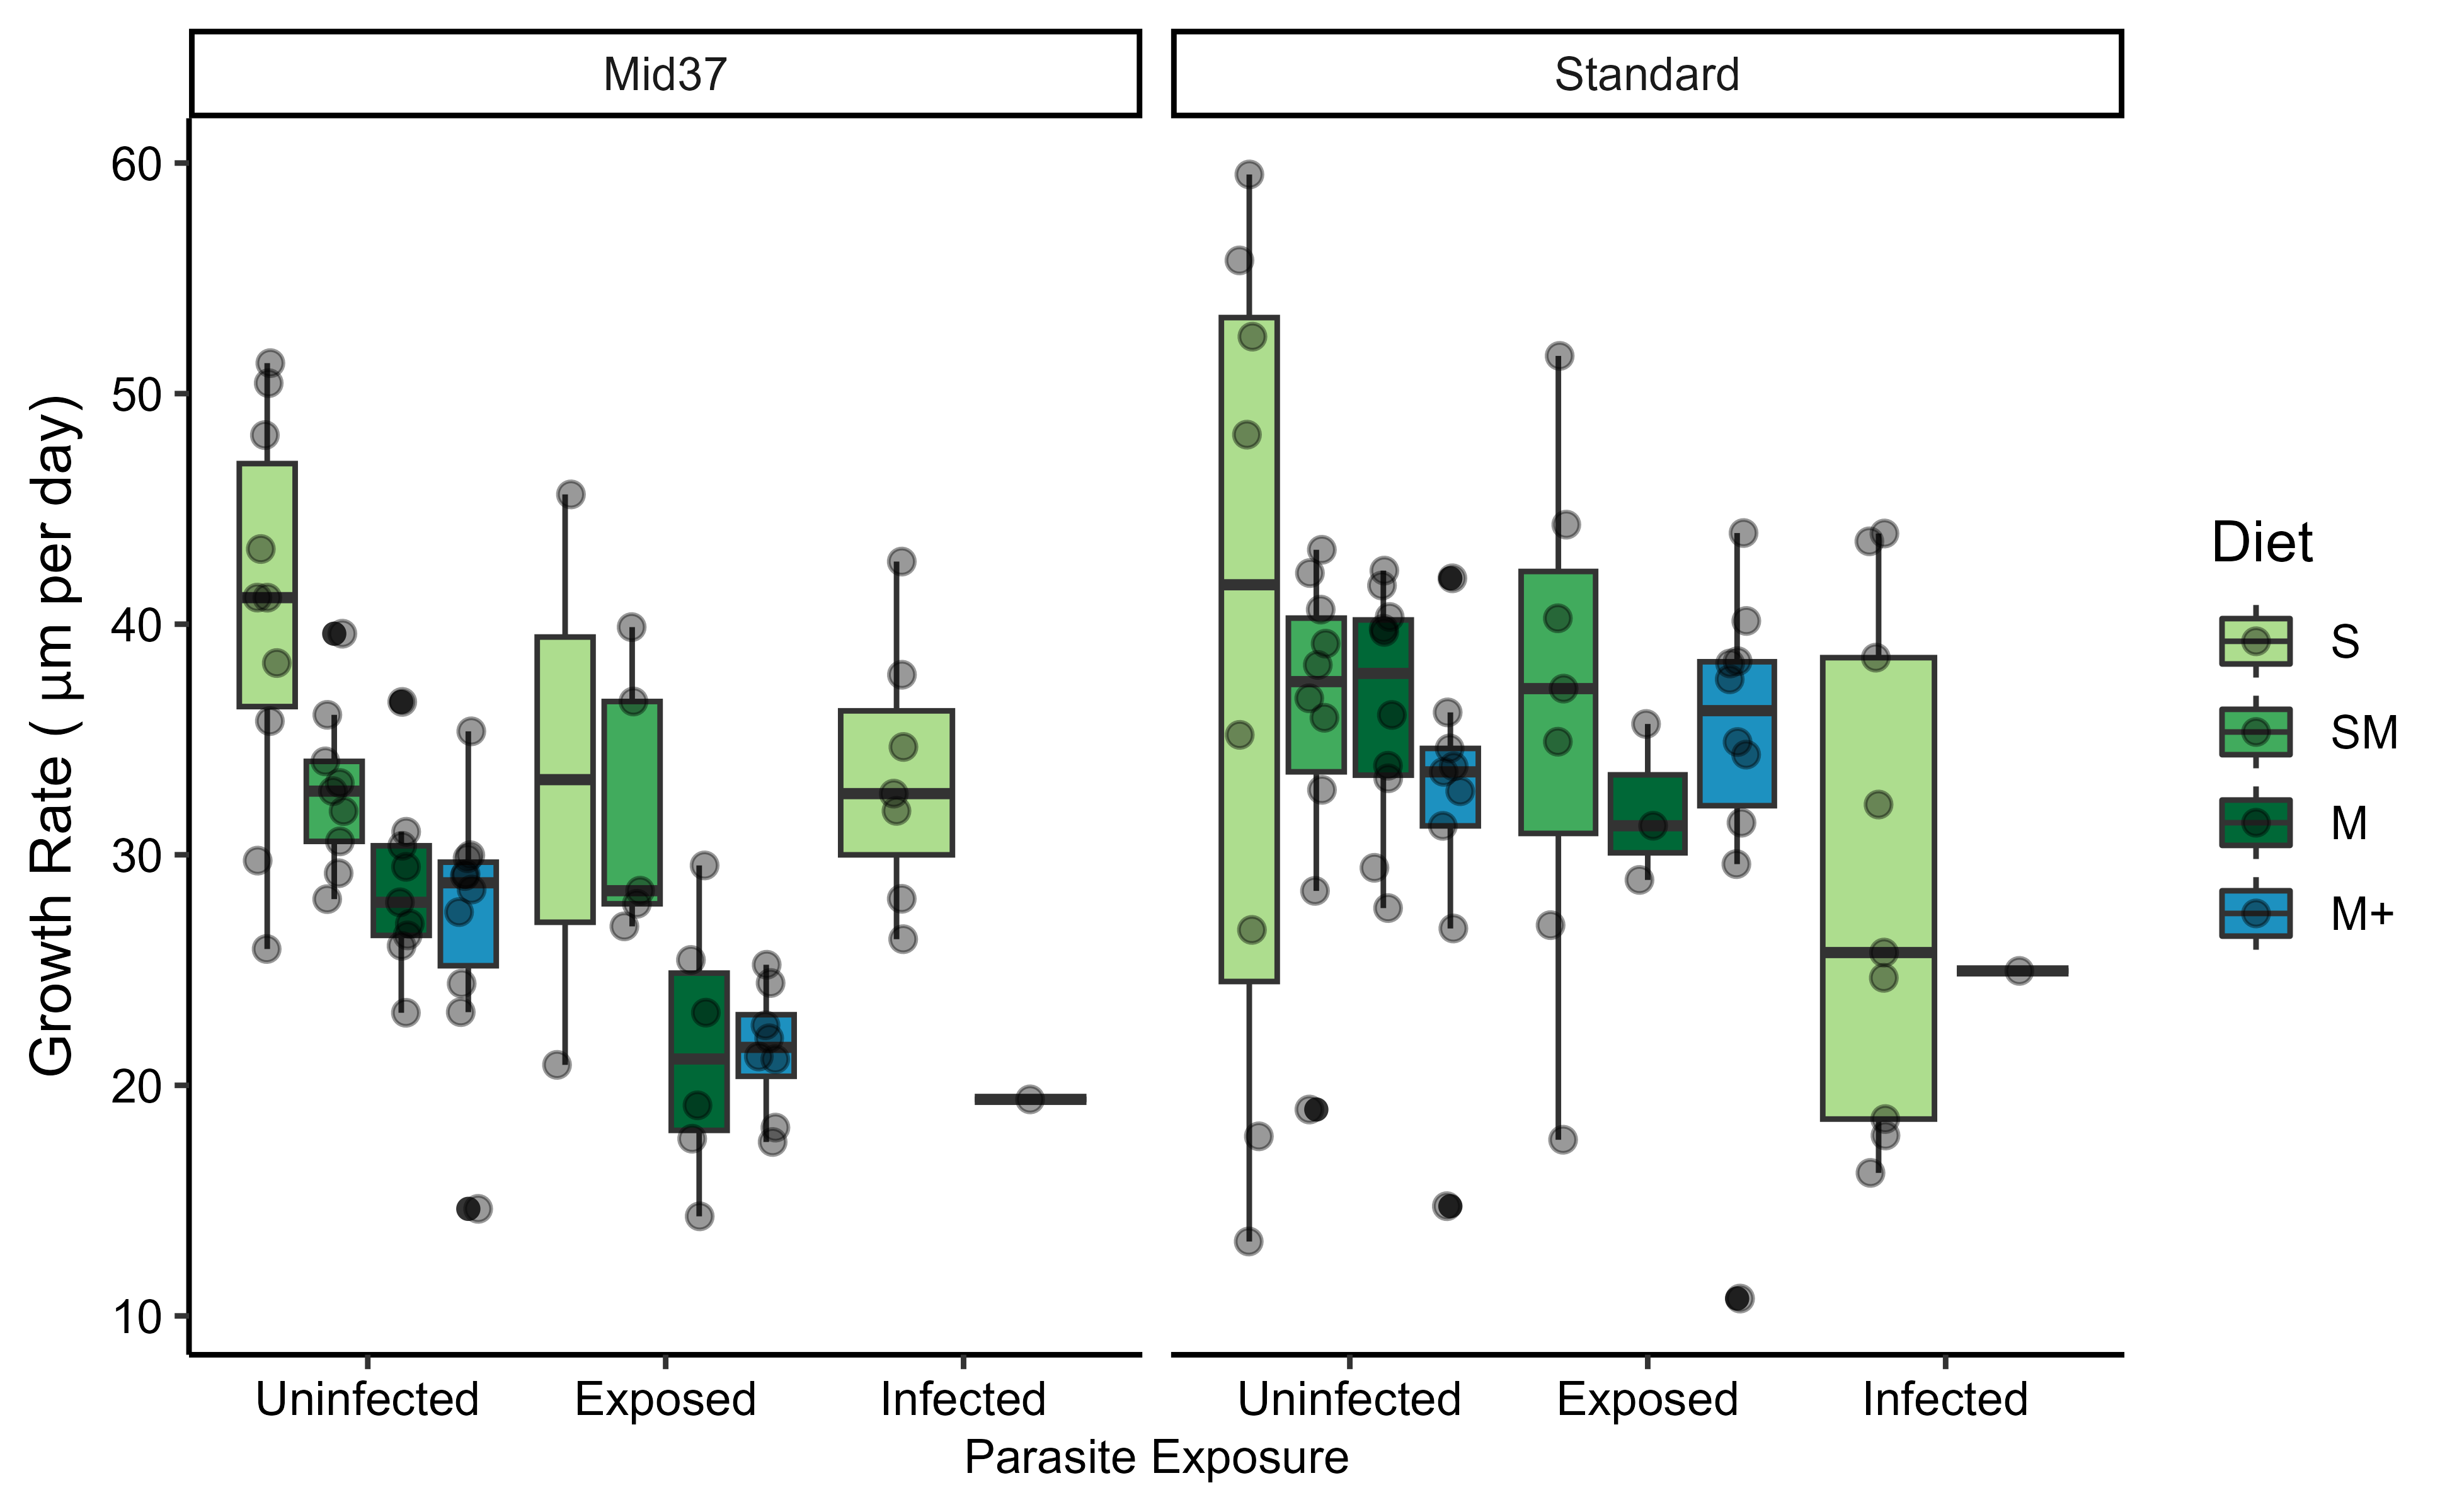 Mid37
Standard
Growth Rate ( µm per day)
60
50
40
30
20
10
Uninfected
Exposed
Infected
Uninfected
Exposed
Infected
Parasite Exposure
Diet
S
SM
M
M+